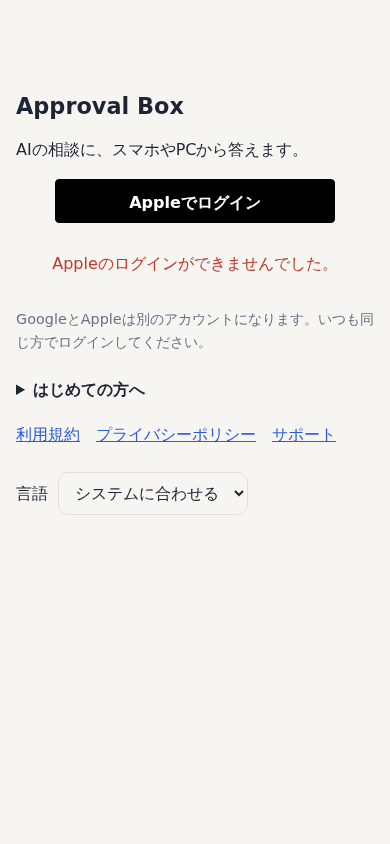 Approval Box
AIの相談に、スマホやPCから答えます。
Appleでログイン
Appleのログインができませんでした。
GoogleとAppleは別のアカウントになります。いつも同
じ方でログインしてください。
はじめての方へ
利用規約 プライバシーポリシー サポート
言語 システムに合わせる